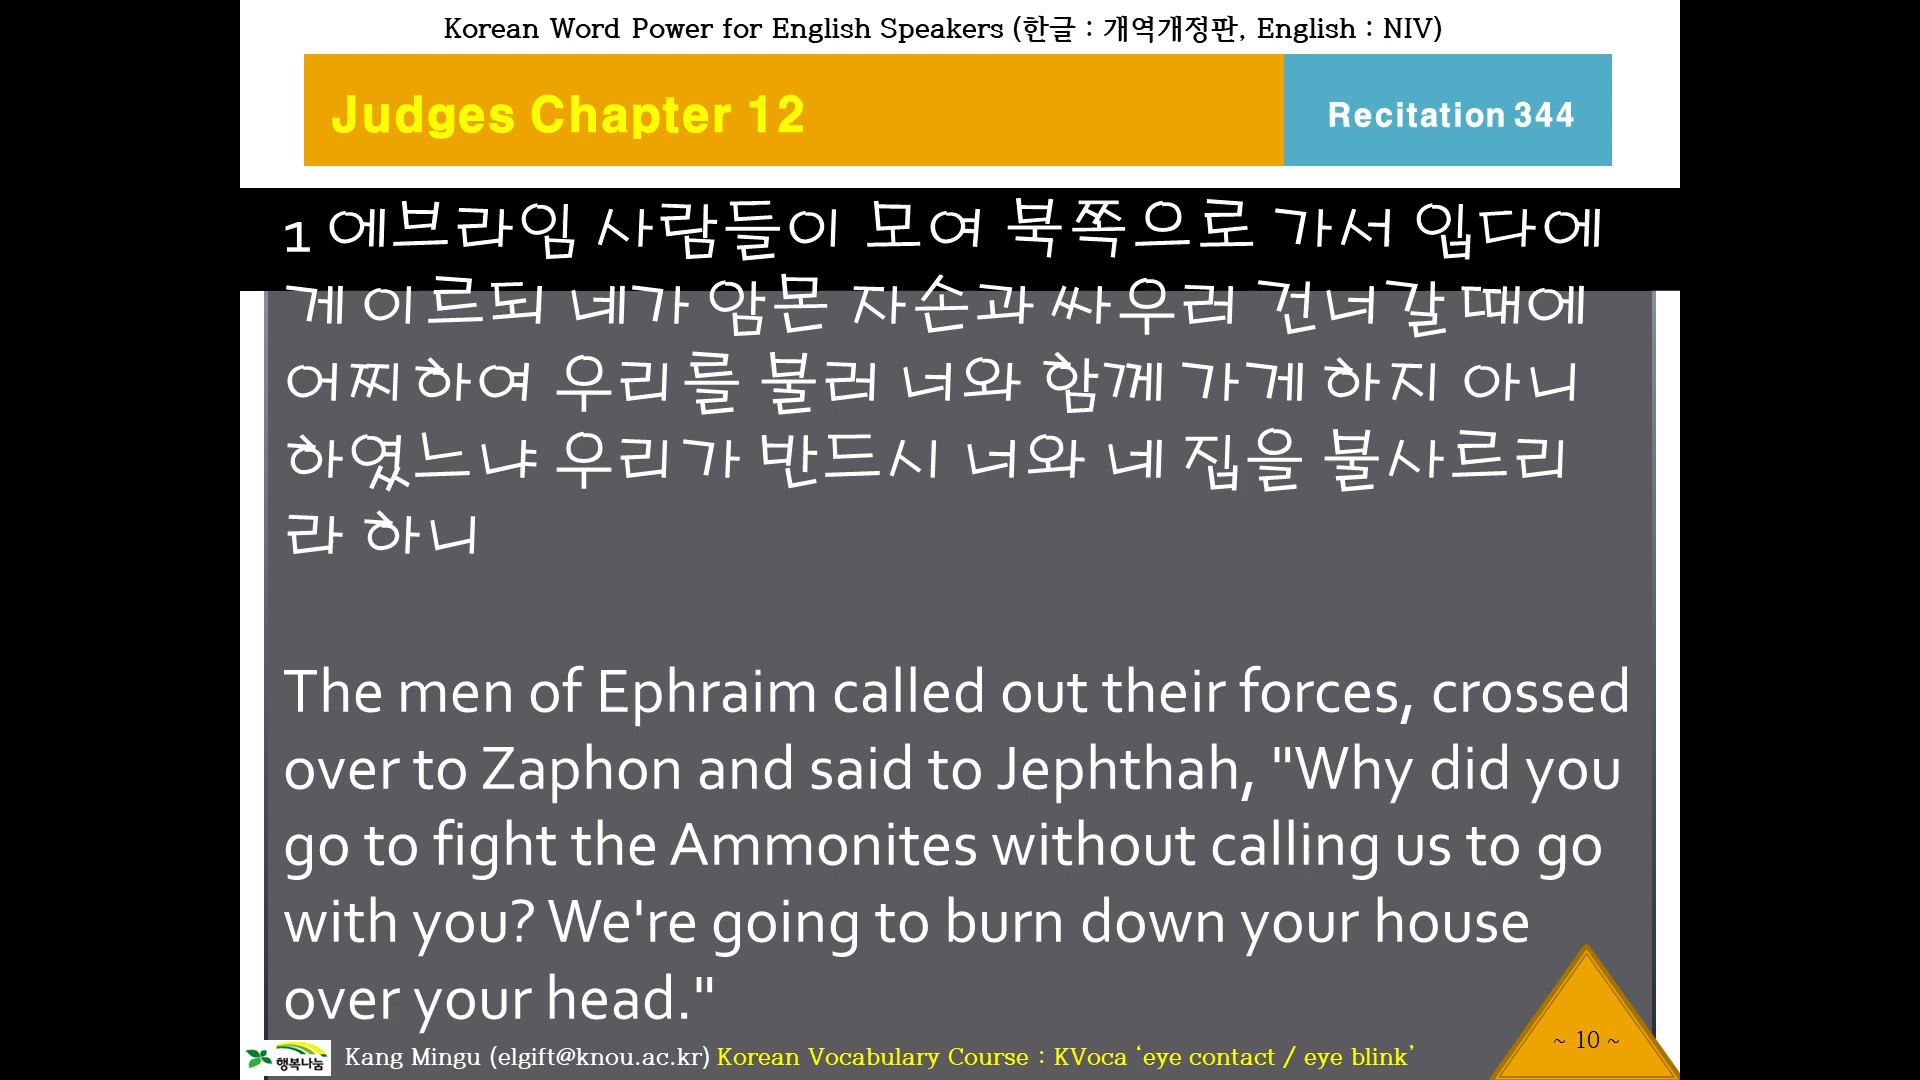 Korean Word Power for English Speakers (한글 : 개역개정판, English : NIV)
Judges Chapter 12
Recitation 344
1 에브라임 사람들이 모여 북쪽으로 가서 입다에
게 이르되 네가 암몬 자손과 싸우러 건너갈 때에
어찌하여 우리를 불러 너와 함께 가게 하지 아니
하였느냐 우리가 반드시 너와 네 집을 불사르리
라 하니
The men of Ephraim called out their forces, crossed
over to Zaphon and said to Jephthah, "Why did you
go to fight the Ammonites without calling us to go
with you? We're going to burn down your house
over your head."
~ 10 ~
행복나눔
Kang Mingu (elgift@knou.ac.kr) Korean Vocabulary Course : KVoca ‘eye contact / eye blink’